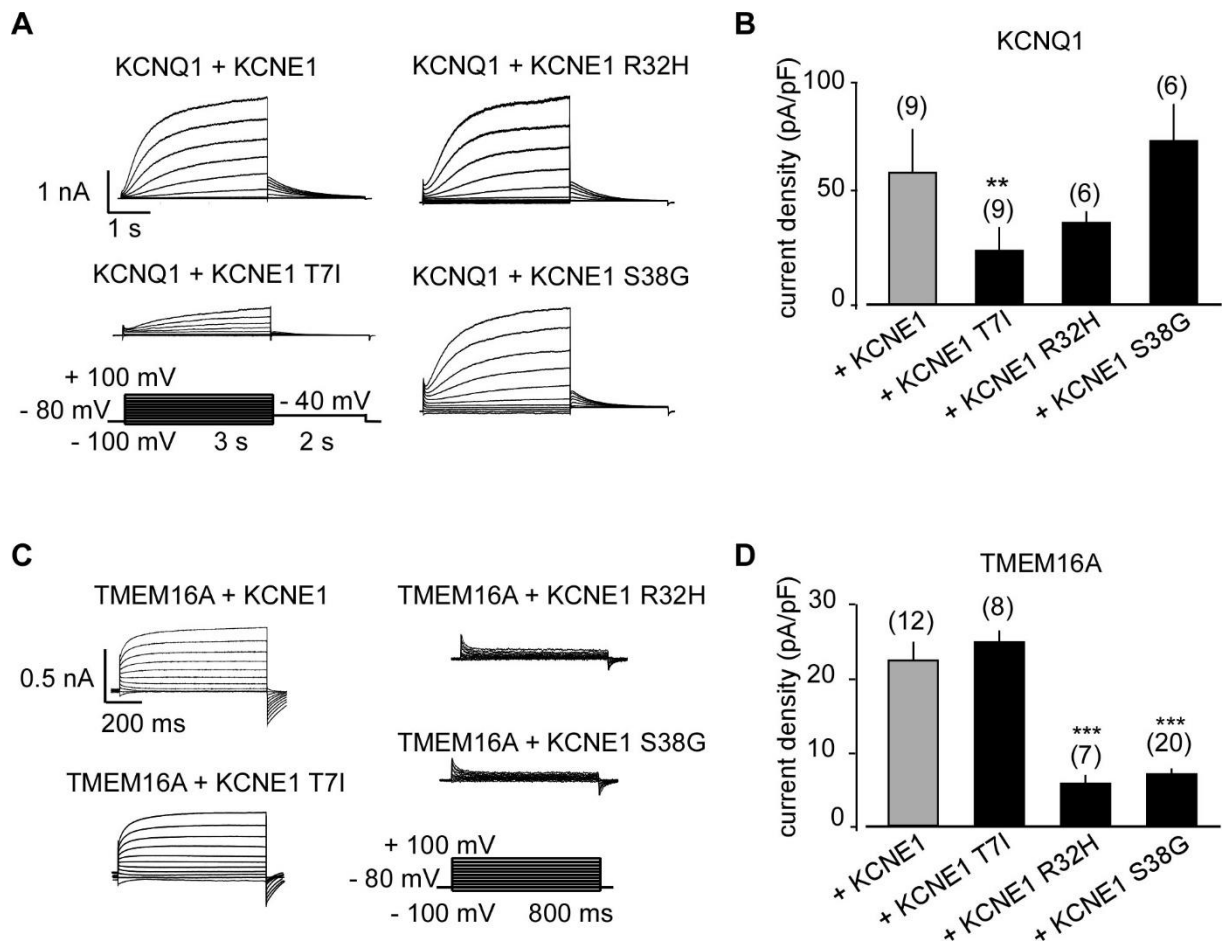 A
KCNQ1 + KCNE1
KCNQ1 + KCNE1 R32H
1 nA
1 s
KCNQ1 + KCNE1 T7I
KCNQ1 + KCNE1 S38G
+ 100 mV
- 80 mV
- 40 mV
- 100 mV
3 s
2 s
B
KCNQ1
current density (pA/pF)
100
50
0
(9)
**
(9)
(6)
(6)
+ KCNE1
+ KCNE1 T7I
+ KCNE1 R32H
+ KCNE1 S38G
C
TMEM16A + KCNE1
TMEM16A + KCNE1 R32H
0.5 nA
200 ms
TMEM16A + KCNE1 S38G
TMEM16A + KCNE1 T7I
+ 100 mV
- 80 mV
- 100 mV
800 ms
D
TMEM16A
current density (pA/pF)
30
20
10
0
(12)
(8)
***
(7)
***
(20)
+ KCNE1
+ KCNE1 T7I
+ KCNE1 R32H
+ KCNE1 S38G